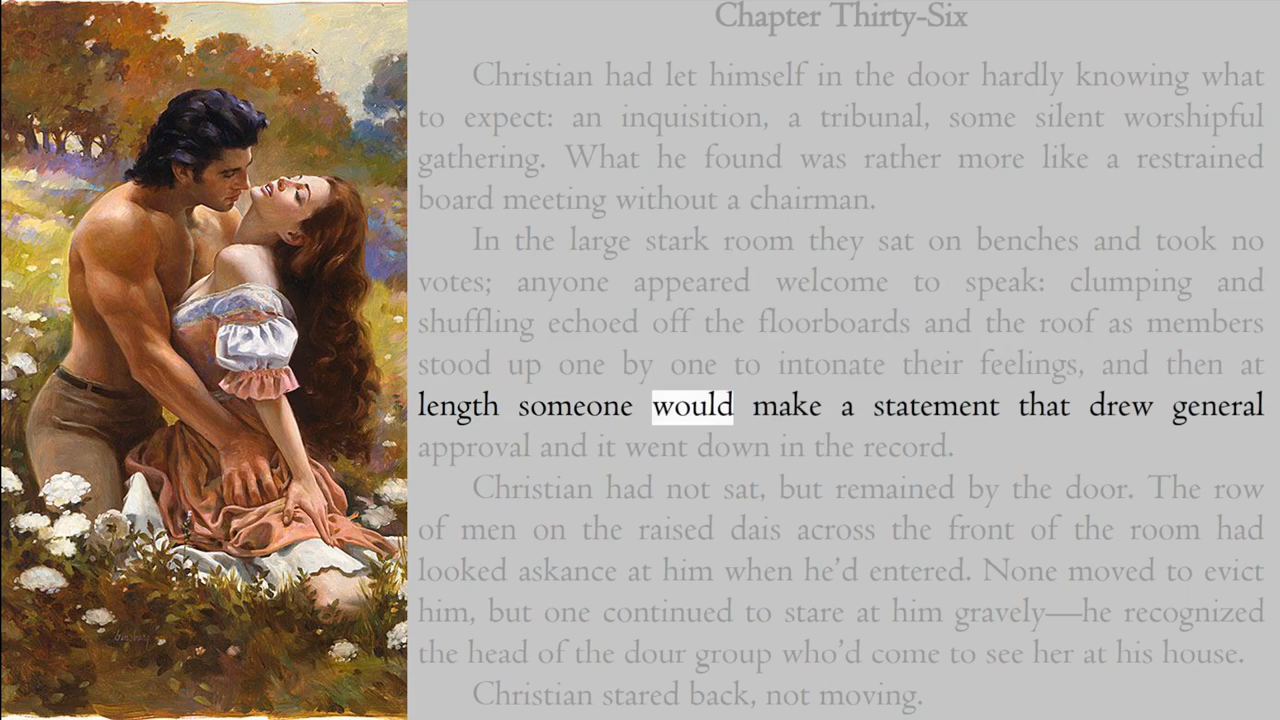 Chapter Thirty-Six
Christian had let himself in the door hardly knowing what
to expect: an inquisition, a tribunal, some silent worshipful
gathering. What he found was rather more like a restrained
board meeting without a chairman.
In the large stark room they sat on benches and took no
votes; anyone appeared welcome to speak: clumping and
shuffling echoed off the floorboards and the roof as members
stood up one by one to intonate their feelings, and then at
length someone would make a statement that drew general
approval and it went down in the record.
Christian had not sat, but remained by the door. The row
of men on the raised dais across the front of the room had
looked askance at him when he’d entered. None moved to evict
him, but one continued to stare at him gravely—he recognized
the head of the dour group who’d come to see her at his house.
Christian stared back, not moving.